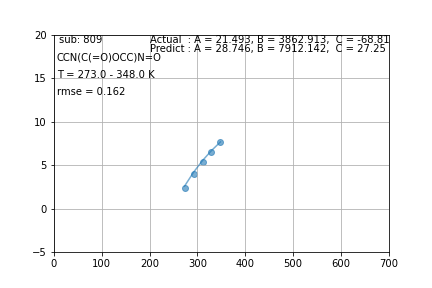 sub: 809
Actual : A = 21.493, B = 3862.913, C = -68.81
Predict : A = 28.746, B = 7912.142, C = 27.25
CCN(C(=O)OCC)N=O
T = 273.0 - 348.0 K
rmse = 0.162
20
15
10
5
0
−5
0 100 200 300 400 500 600 700